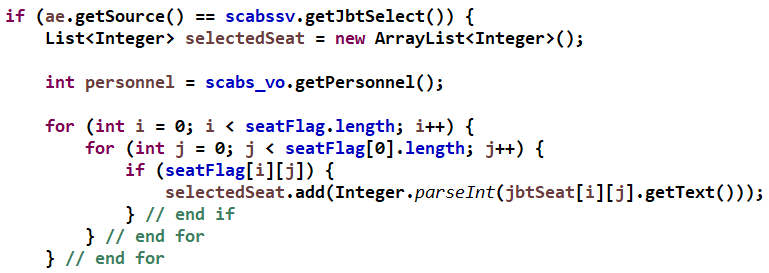 if (ae.getSource() == scabssv.getJbtSelect()) {
    List<Integer> selectedSeat = new ArrayList<Integer>();

    int personnel = scabs_vo.getPersonnel();

    for (int i = 0; i < seatFlag.length; i++) {
        for (int j = 0; j < seatFlag[0].length; j++) {
            if (seatFlag[i][j]) {
                selectedSeat.add(Integer.parseInt(jbtSeat[i][j].getText()));
            } // end if
        } // end for
    } // end for